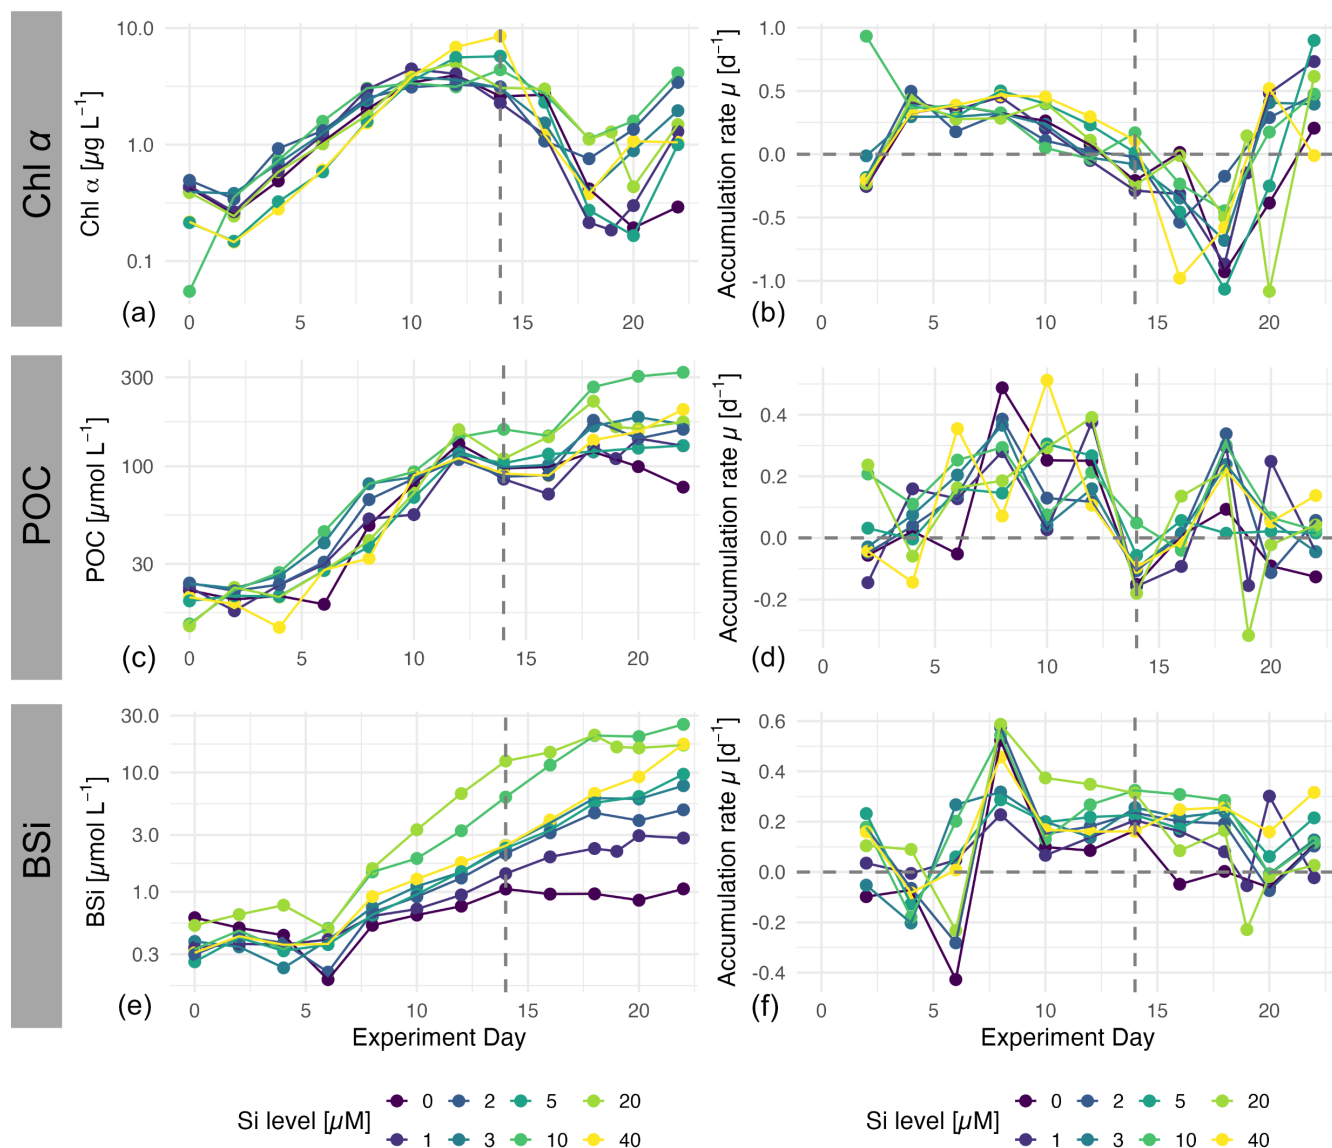 Chl α
Chl α [µg L⁻¹]
10.0
1.0
0.1
(a)
0 5 10 15 20
Accumulation rate µ [d⁻¹]
1.0
0.5
0.0
-0.5
-1.0
(b)
0 5 10 15 20
POC
POC [µmol L⁻¹]
300
100
30
(c)
0 5 10 15 20
Accumulation rate µ [d⁻¹]
0.4
0.2
0.0
-0.2
(d)
0 5 10 15 20
BSi
BSi [µmol L⁻¹]
30.0
10.0
3.0
1.0
0.3
(e)
0 5 10 15 20
Experiment Day
Accumulation rate µ [d⁻¹]
0.6
0.4
0.2
0.0
-0.2
-0.4
(f)
0 5 10 15 20
Experiment Day
Si level [µM]
0 2 5 20
1 3 10 40
Si level [µM]
0 2 5 20
1 3 10 40